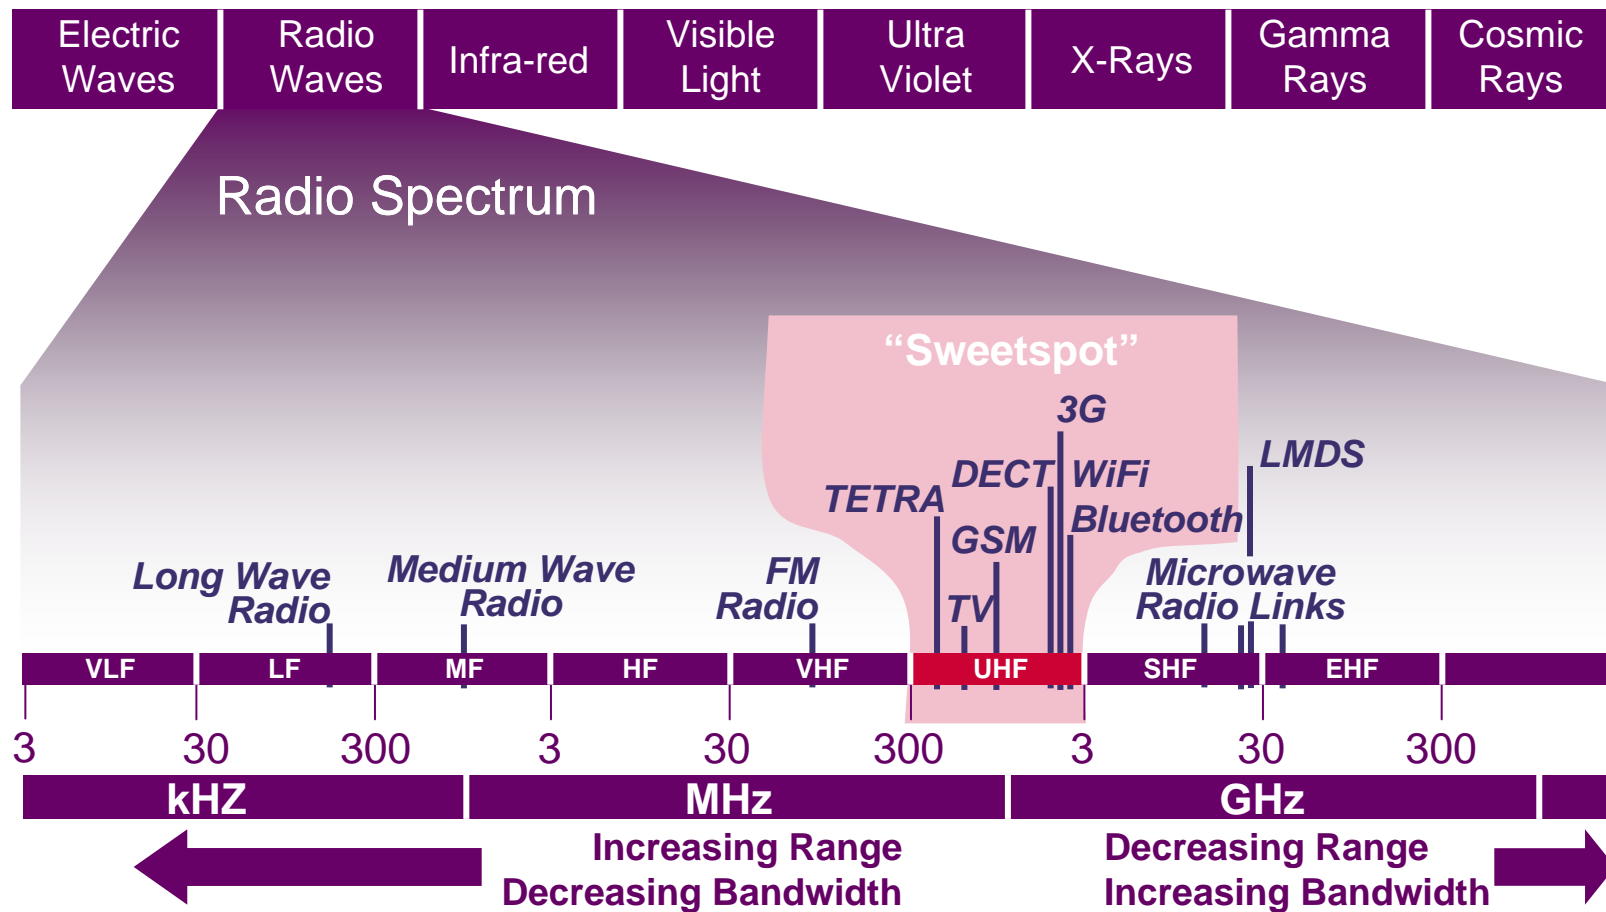 Electric Waves
Radio Waves
Infra-red
Visible Light
Ultra Violet
X-Rays
Gamma Rays
Cosmic Rays
Radio Spectrum
“Sweetspot”
3G
LMDS
DECT
WiFi
TETRA
Bluetooth
GSM
Long Wave
Radio
Medium Wave
Radio
FM
Radio
TV
Microwave
Radio Links
VLF
LF
MF
HF
VHF
UHF
SHF
EHF
3
30
300
3
30
300
3
30
300
kHZ
MHz
GHz
Increasing Range
Decreasing Bandwidth
Decreasing Range
Increasing Bandwidth